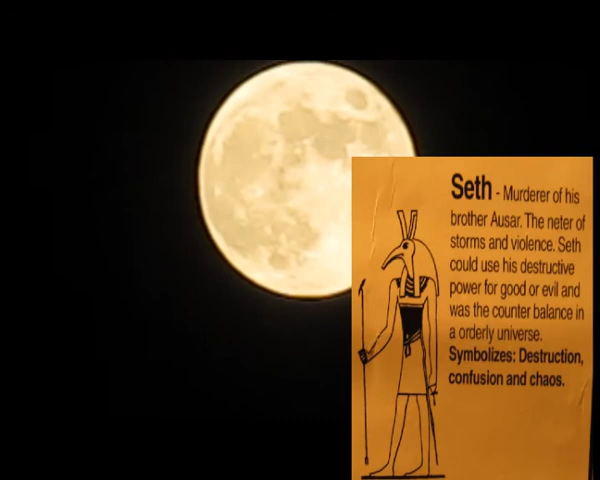 Seth - Murderer of his
brother Ausar. The neter of
storms and violence. Seth
could use his destructive
power for good or evil and
was the counter balance in
a orderly universe.
Symbolizes: Destruction,
confusion and chaos.